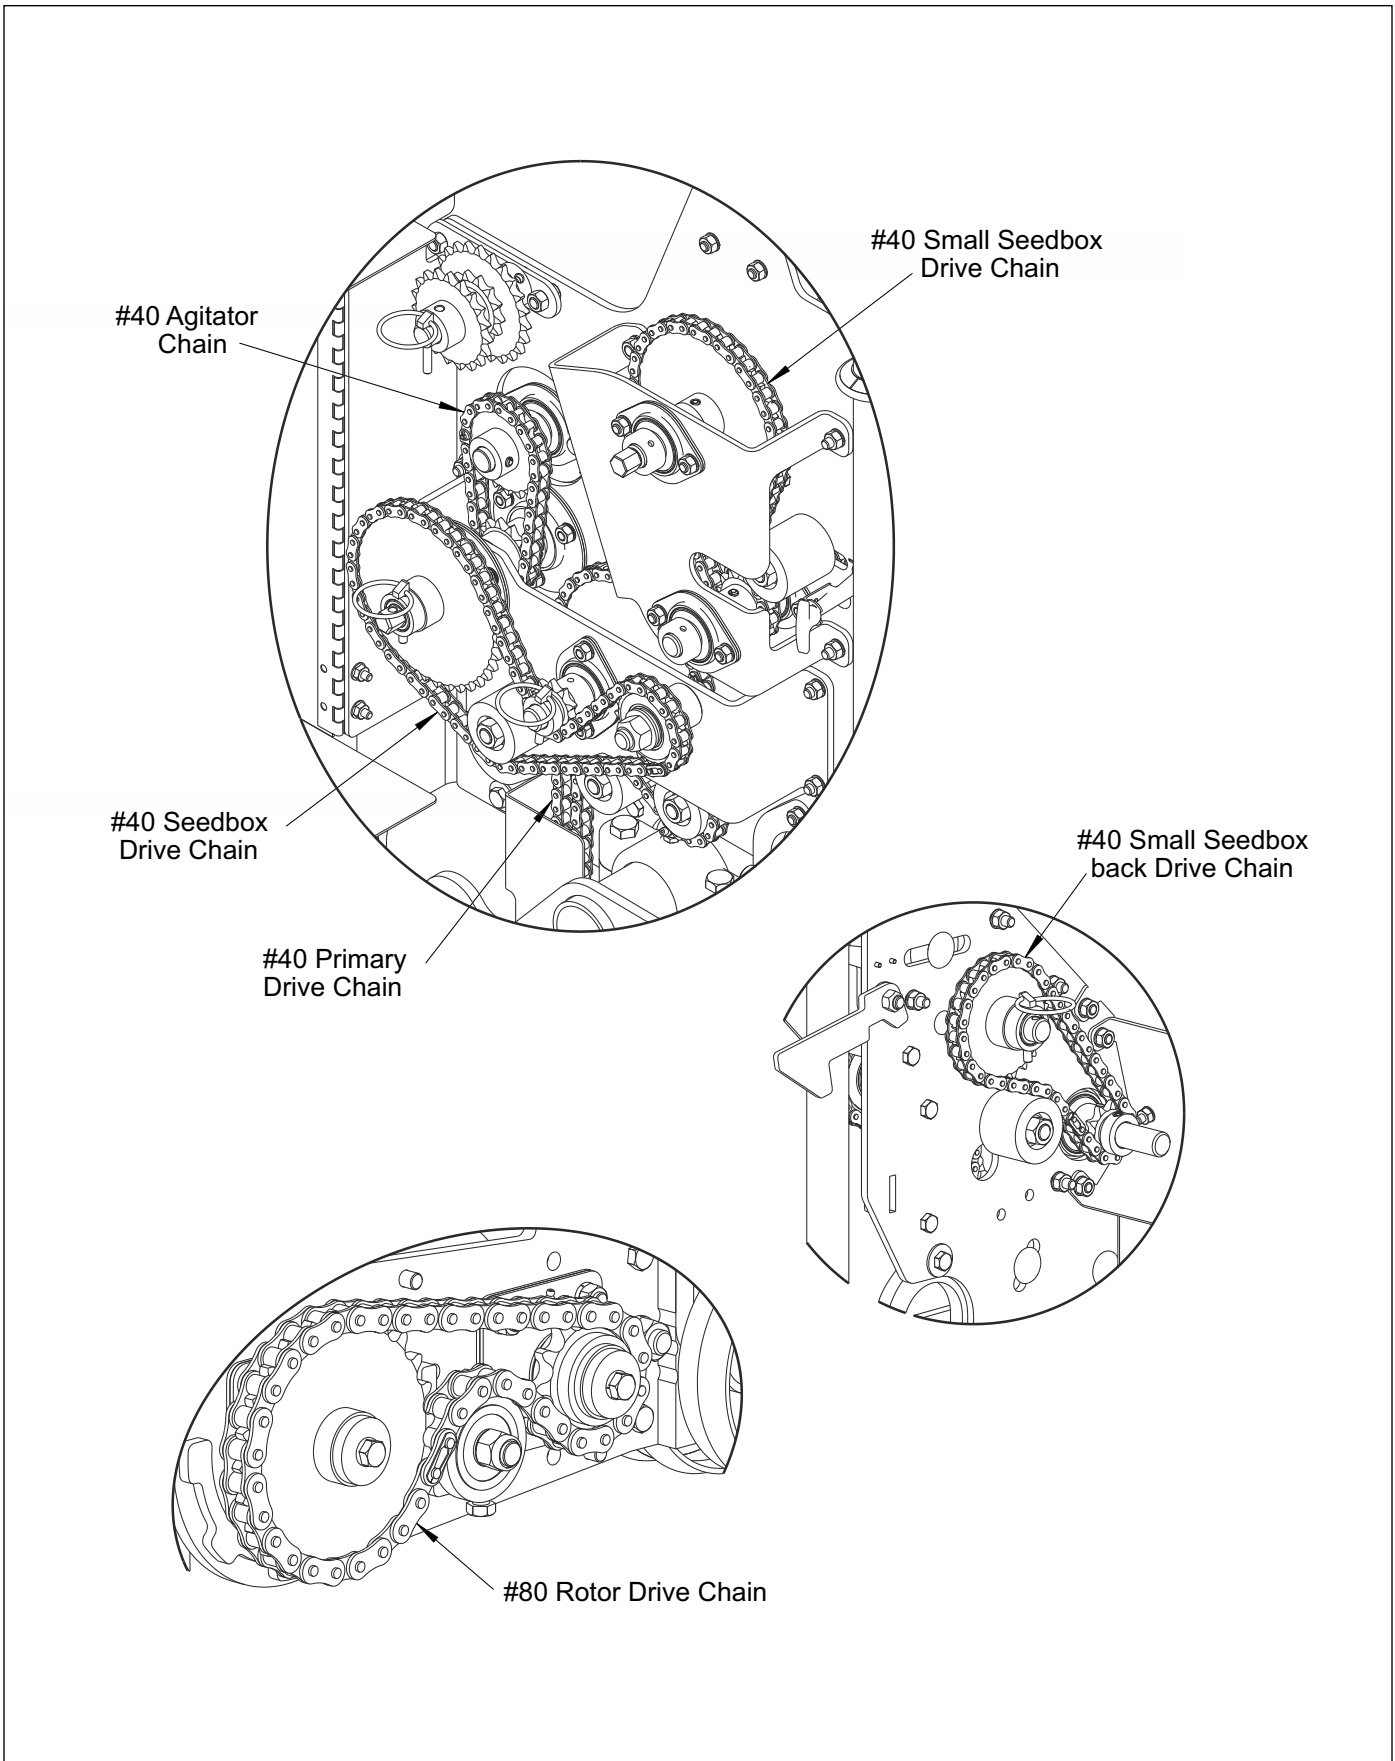 #40 Small Seedbox
Drive Chain
#40 Agitator
Chain
#40 Seedbox
Drive Chain
#40 Small Seedbox
back Drive Chain
#40 Primary
Drive Chain
#80 Rotor Drive Chain